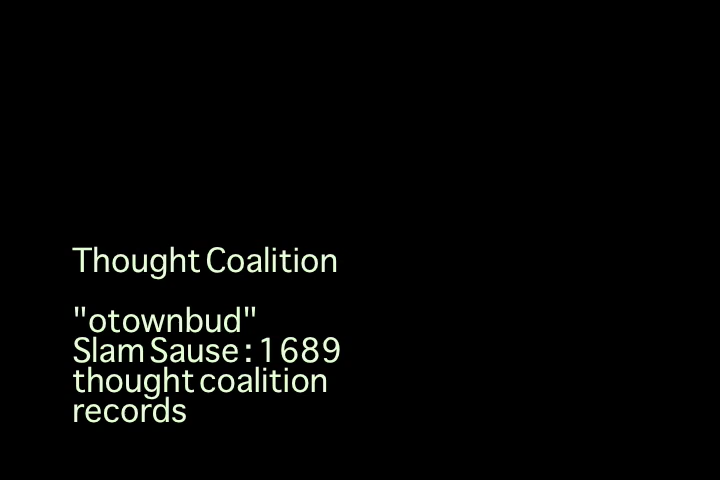 Thought Coalition
"otownbud"
Slam Sause : 1689
thought coalition
records